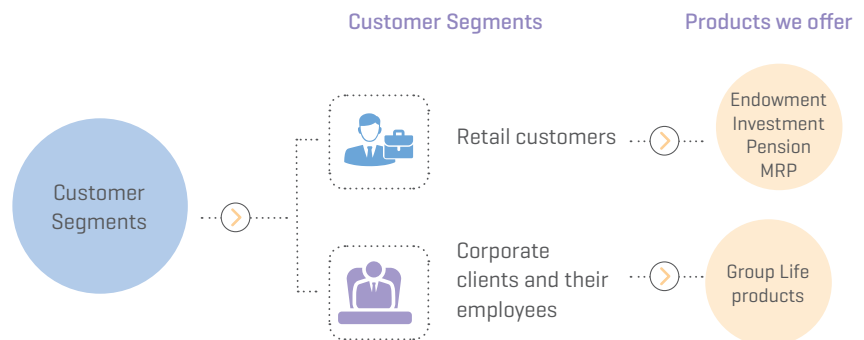 Customer Segments
Products we offer
Customer
Segments
Retail customers
Endowment
Investment
Pension
MRP
Corporate
clients and their
employees
Group Life
products